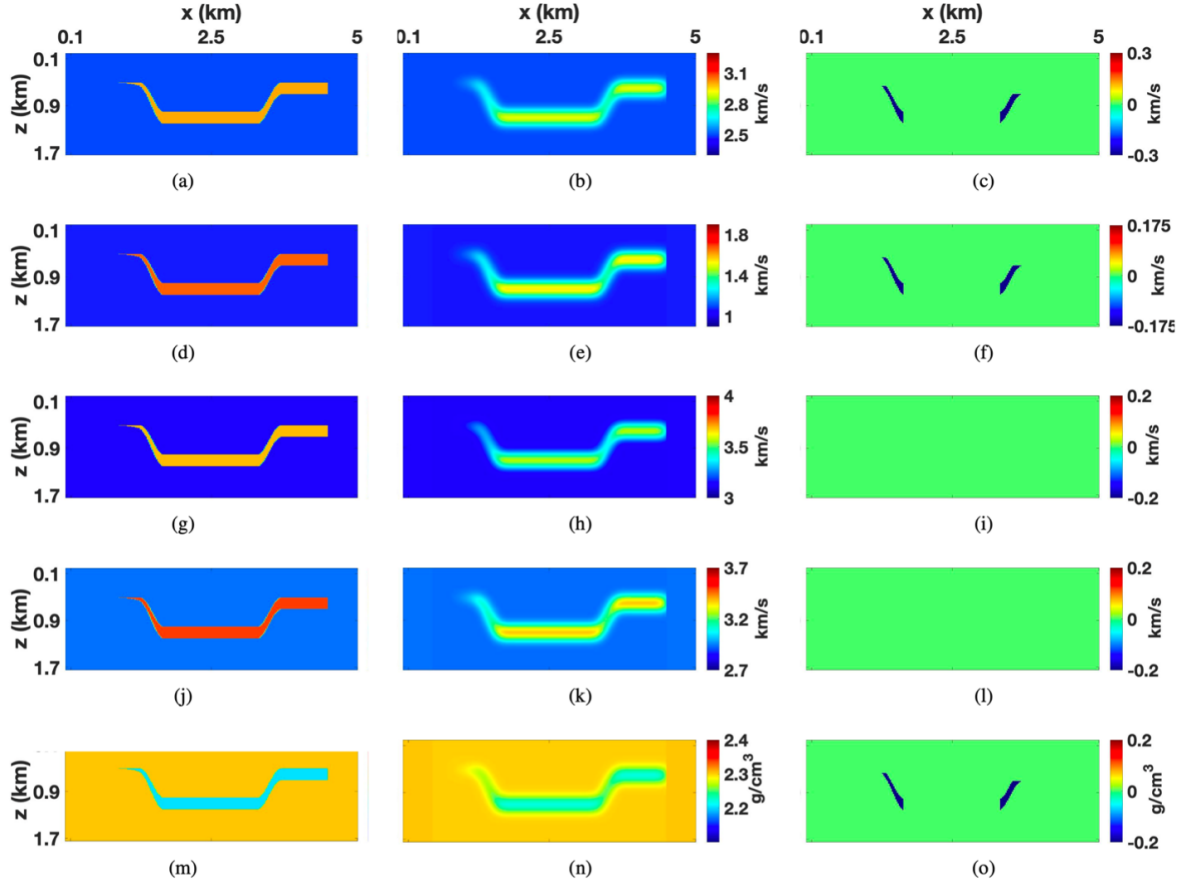 x (km) x (km) x (km)
0.1 2.5 5 0.1 2.5 5 0.1 2.5 5
z (km) 0.1 0.9 1.7
3.1 2.8 2.5 km/s
0.3 0 -0.3 km/s
(a) (b) (c)
z (km) 0.1 0.9 1.7
1.8 1.4 1 km/s
0.175 0 -0.175 km/s
(d) (e) (f)
z (km) 0.1 0.9 1.7
4 3.5 3 km/s
0.2 0 -0.2 km/s
(g) (h) (i)
z (km) 0.1 0.9 1.7
3.7 3.2 2.7 km/s
0.2 0 -0.2 km/s
(j) (k) (l)
z (km) 0.9 1.7
2.4 2.3 2.2 g/cm³
0.2 0 -0.2 g/cm³
(m) (n) (o)